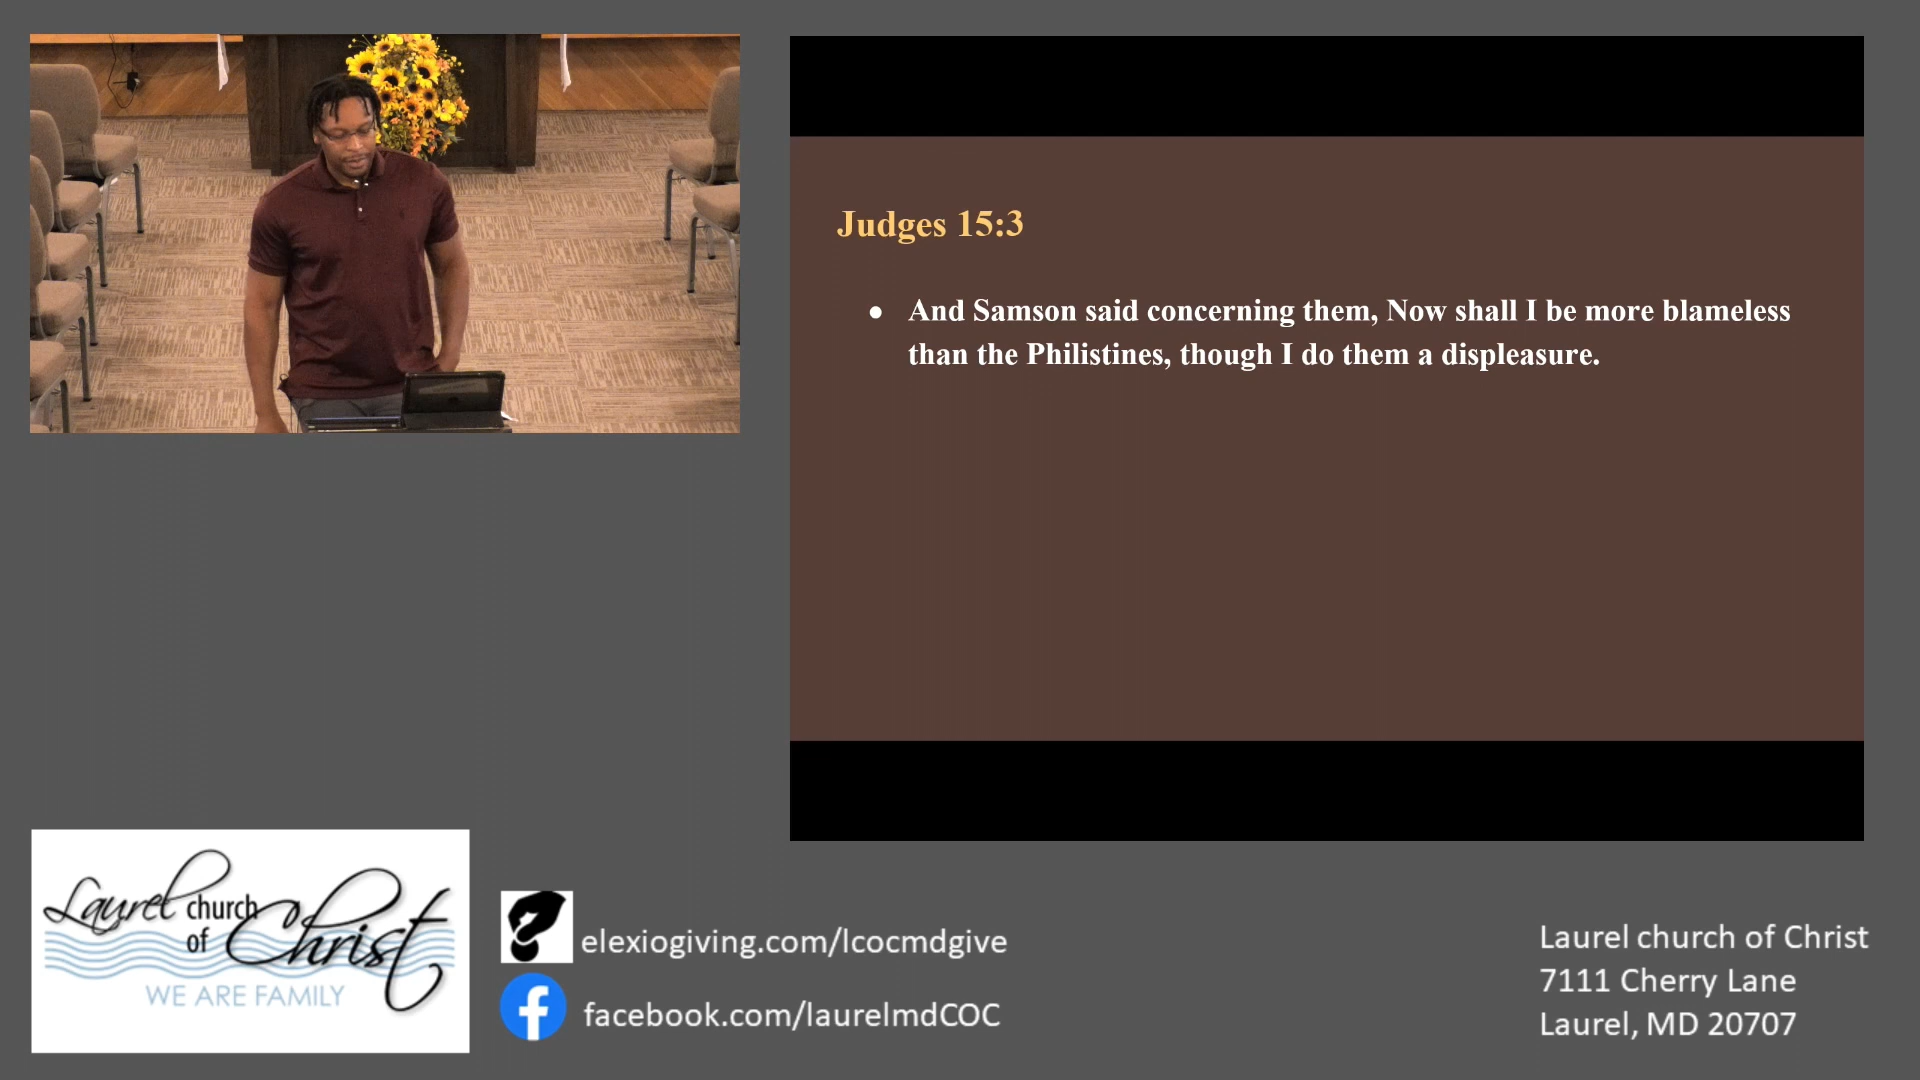 Judges 15:3
● And Samson said concerning them, Now shall I be more blameless
than the Philistines, though I do them a displeasure.
Laurel church
of Christ
WE ARE FAMILY
elexiogiving.com/lcocmdgive
facebook.com/laurelmdCOC
Laurel church of Christ
7111 Cherry Lane
Laurel, MD 20707